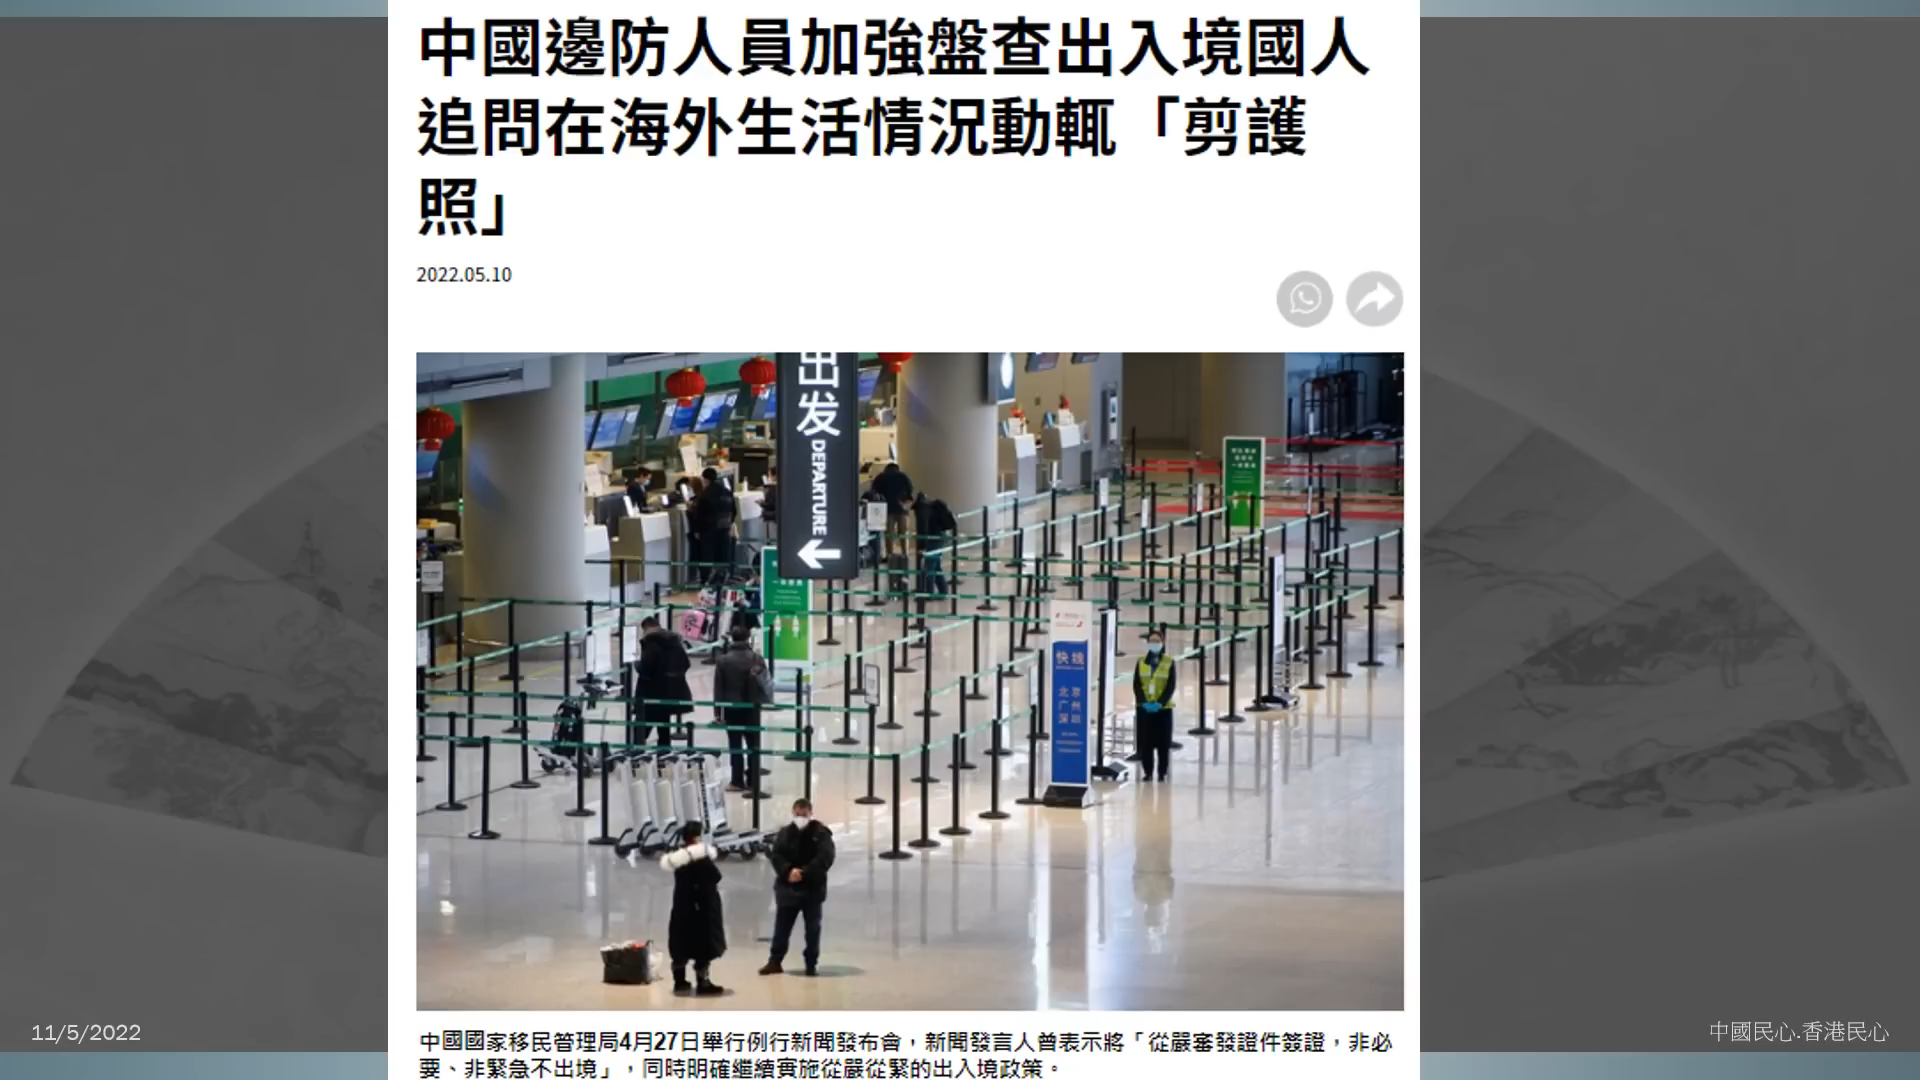 中國邊防人員加強盤查出入境國人
追問在海外生活情況動輒「剪護
照」
2022.05.10
出发 DEPARTURE
快线
北京
广州
深圳
11/5/2022
中國民心.香港民心
中國國家移民管理局4月27日舉行例行新聞發布會，新聞發言人曾表示將「從嚴審發證件簽證，非必
要、非緊急不出境」，同時明確繼續實施從嚴從緊的出入境政策。